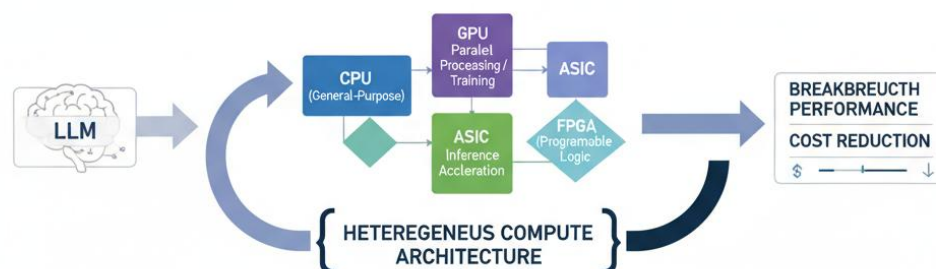 LLM
CPU
(General-Purpose)
GPU
Paralel
Processing /
Training
ASIC
ASIC
Inference
Accleration
FPGA
(Programable
Logic
BREAKBREUCTH
PERFORMANCE
COST REDUCTION
$
{ HETEREGENEUS COMPUTE
ARCHITECTURE }